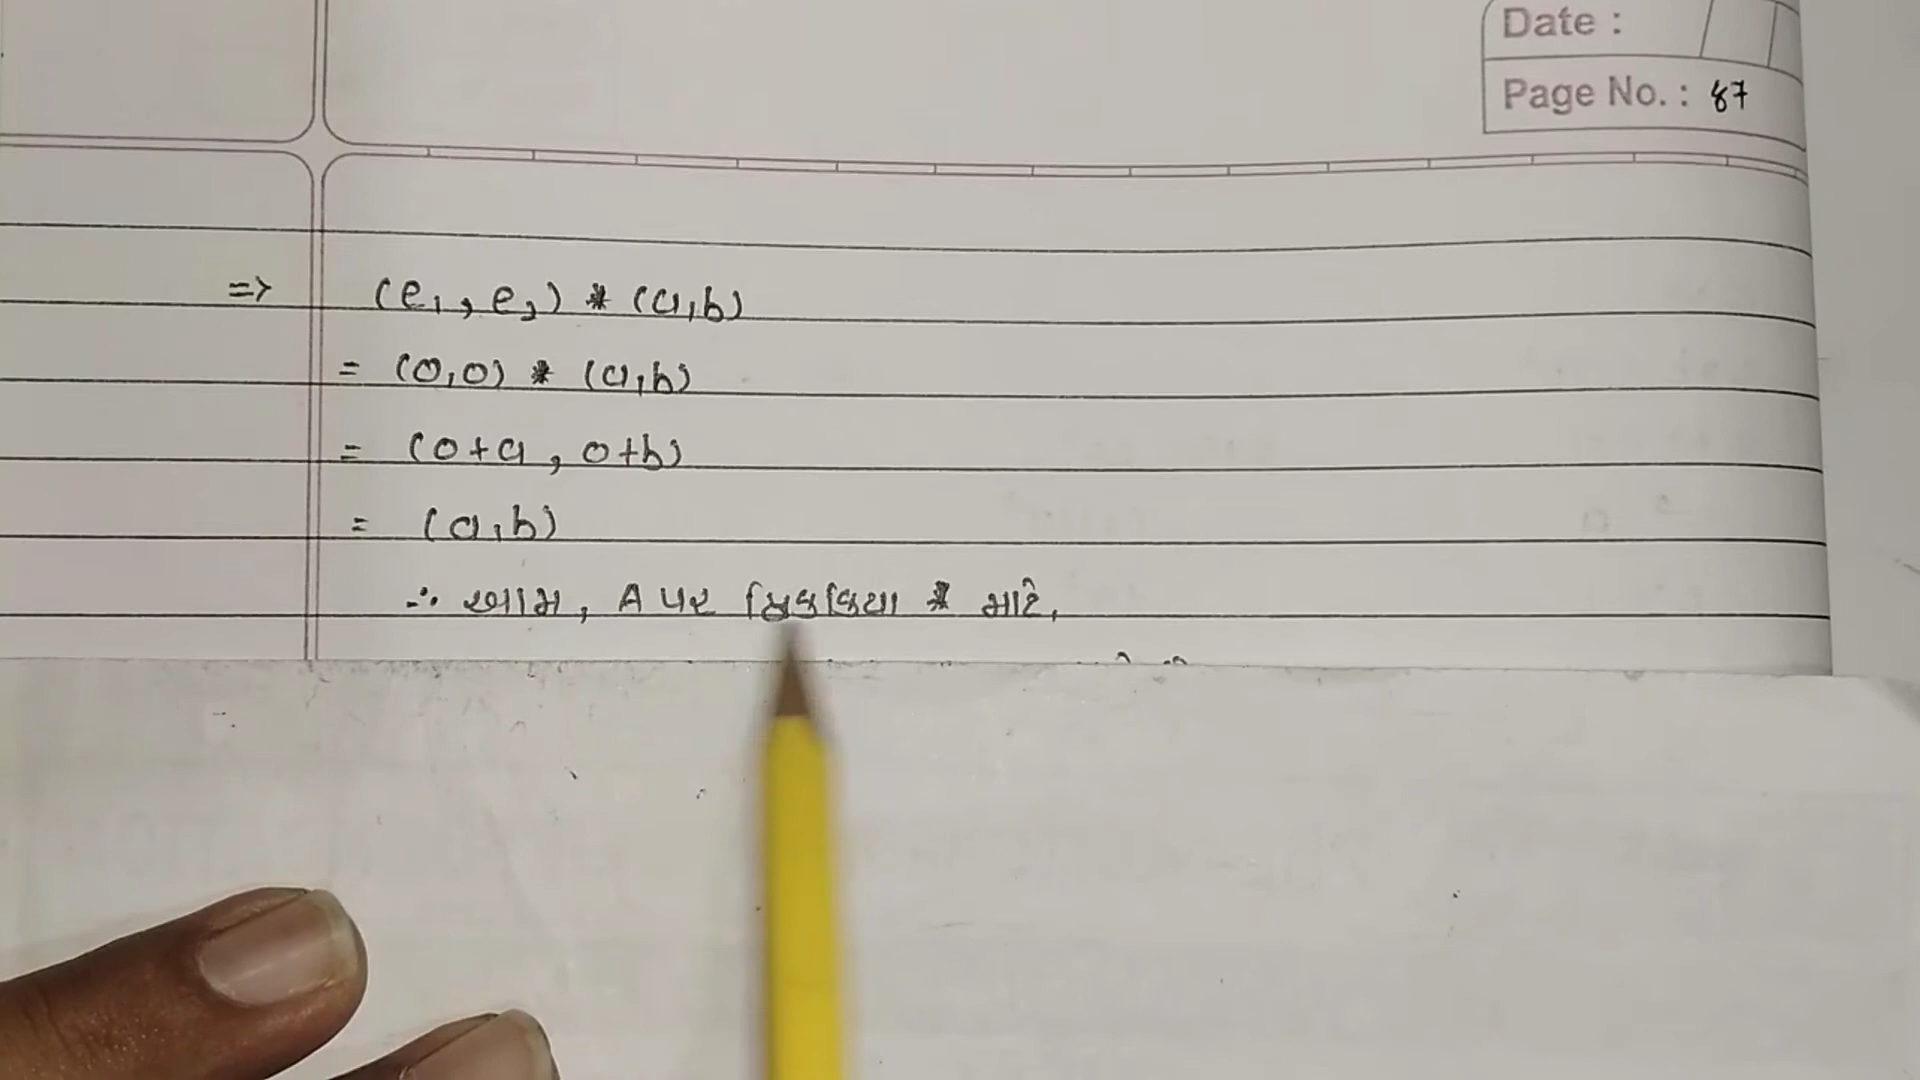 Date :
Page No. : 87
=> (e₁, e₂) * (a,b)
= (0,0) * (a,b)
= (0+a, 0+b)
= (a,b)
∴ આમ, A પર દ્વિક્ક્રિયા * માટે,